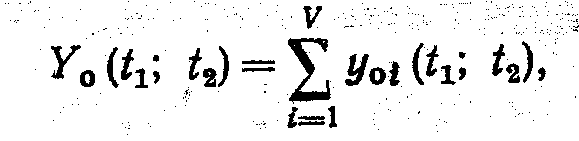 Y₀(t₁; t₂) = ∑_{i=1}^{V} y₀ᵢ(t₁; t₂),